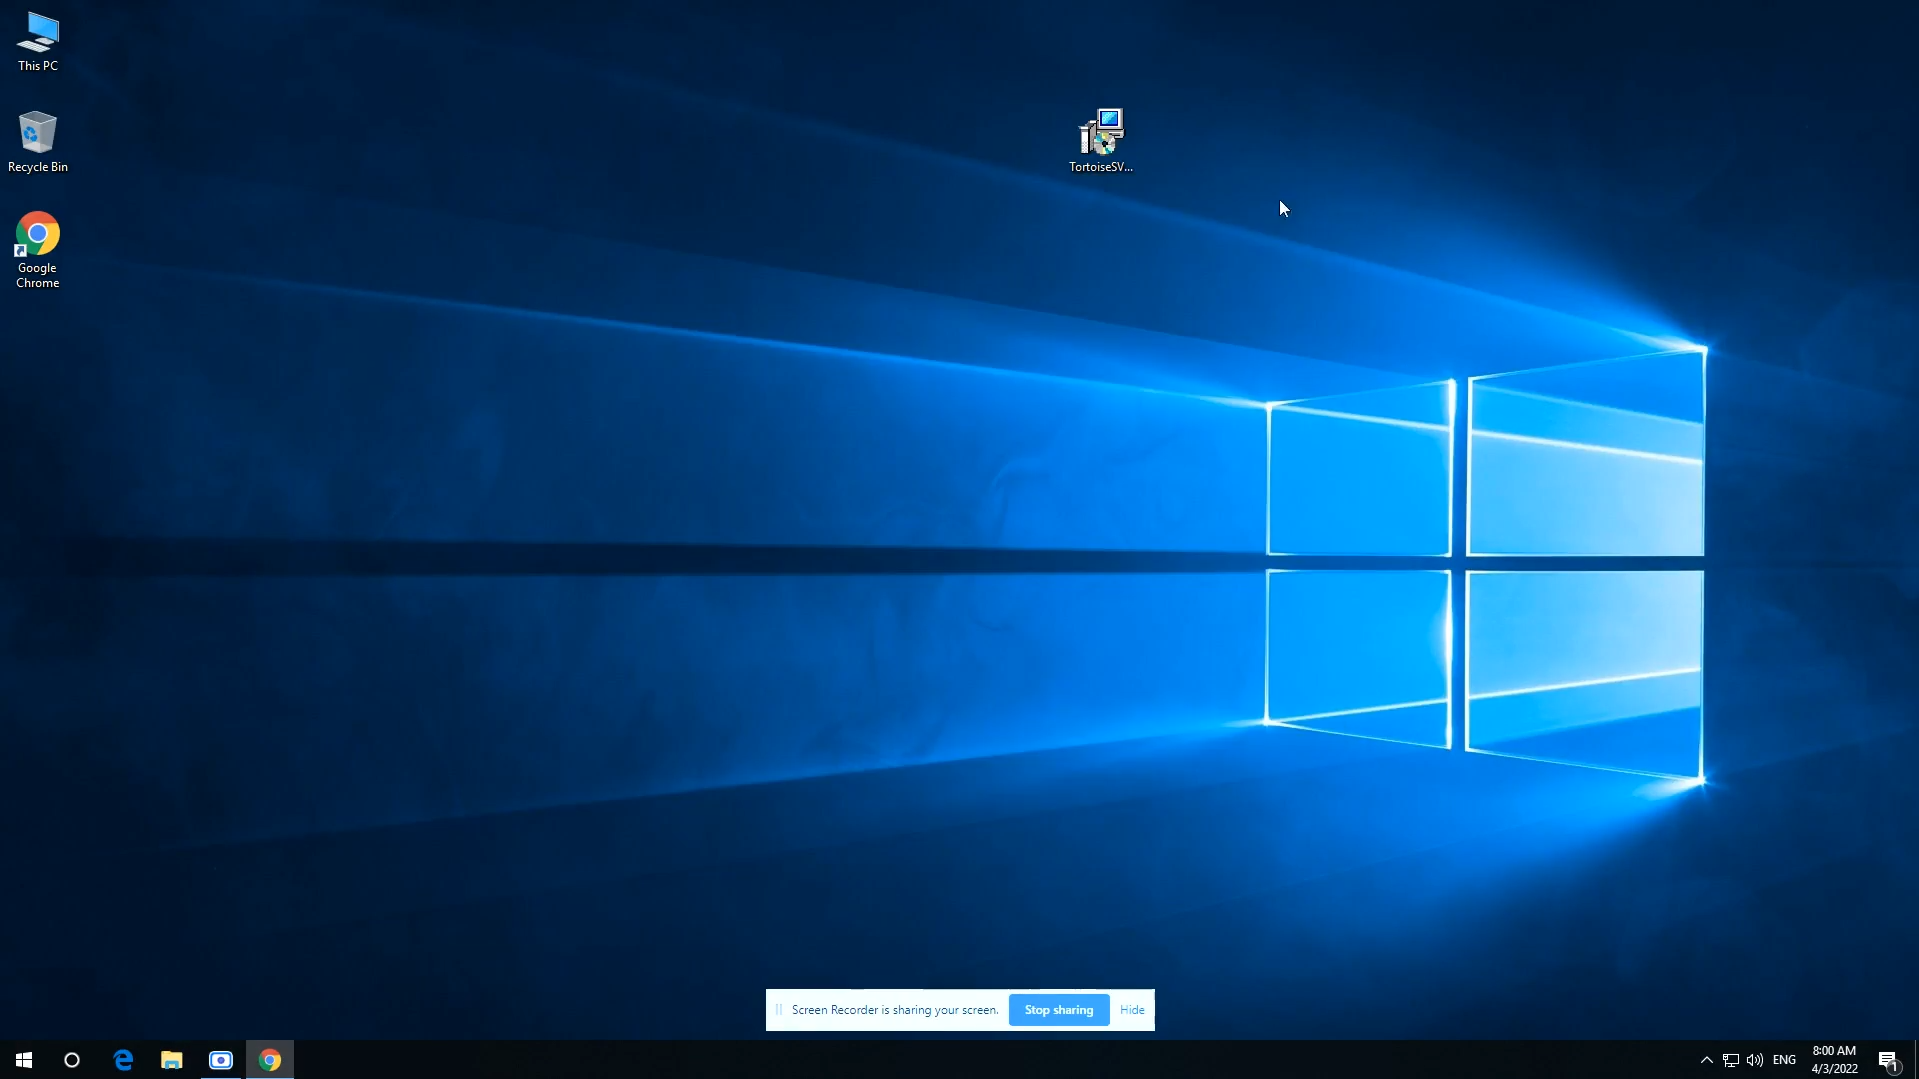 This PC
Recycle Bin
Google
Chrome
TortoiseSV...
Screen Recorder is sharing your screen.
Stop sharing
Hide
ENG
8:00 AM
4/3/2022
1